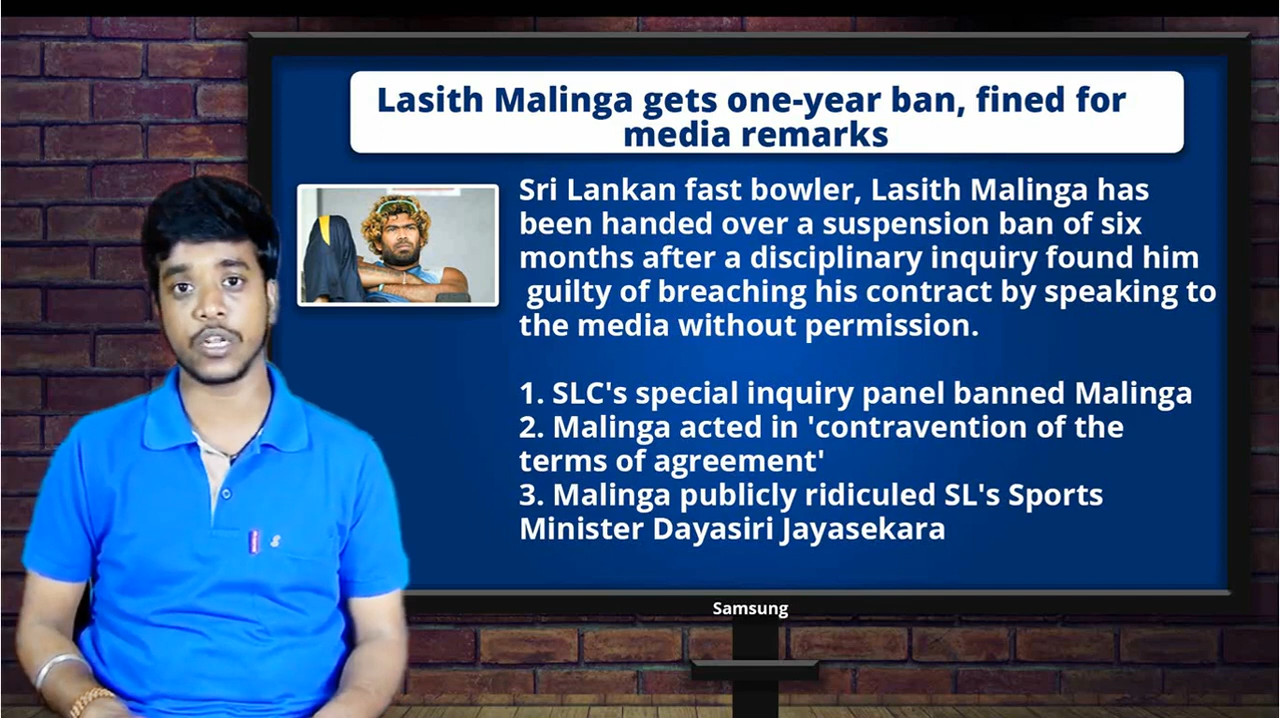 Lasith Malinga gets one-year ban, fined for
media remarks
Sri Lankan fast bowler, Lasith Malinga has
been handed over a suspension ban of six
months after a disciplinary inquiry found him
guilty of breaching his contract by speaking to
the media without permission.
1. SLC's special inquiry panel banned Malinga
2. Malinga acted in 'contravention of the
terms of agreement'
3. Malinga publicly ridiculed SL's Sports
Minister Dayasiri Jayasekara
Samsung